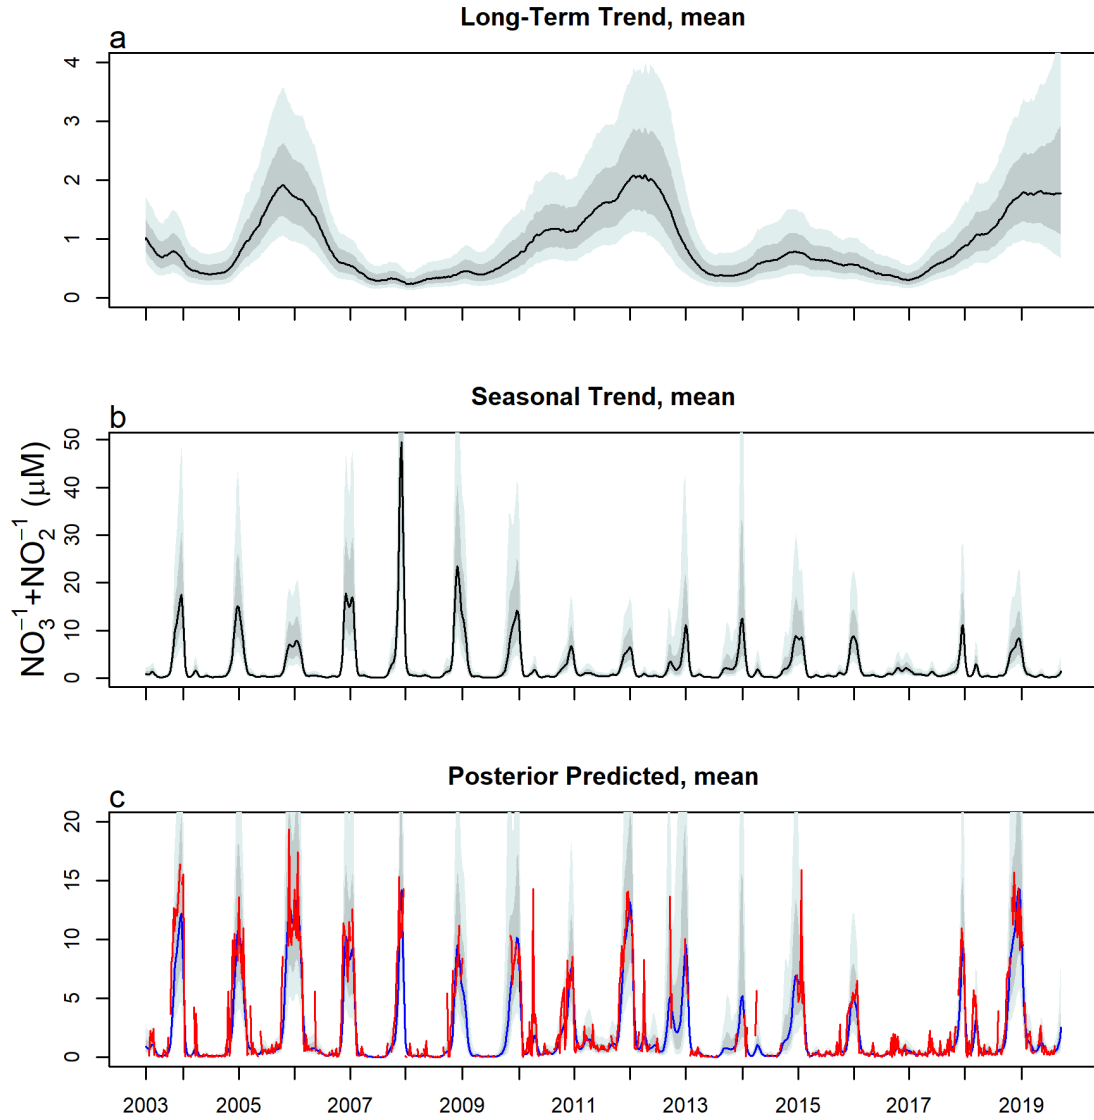 Long-Term Trend, mean
a
4
3
2
1
0
Seasonal Trend, mean
b
50
40
30
20
10
0
NO₃⁻¹+NO₂⁻¹ (μM)
Posterior Predicted, mean
c
20
15
10
5
0
2003 2005 2007 2009 2011 2013 2015 2017 2019